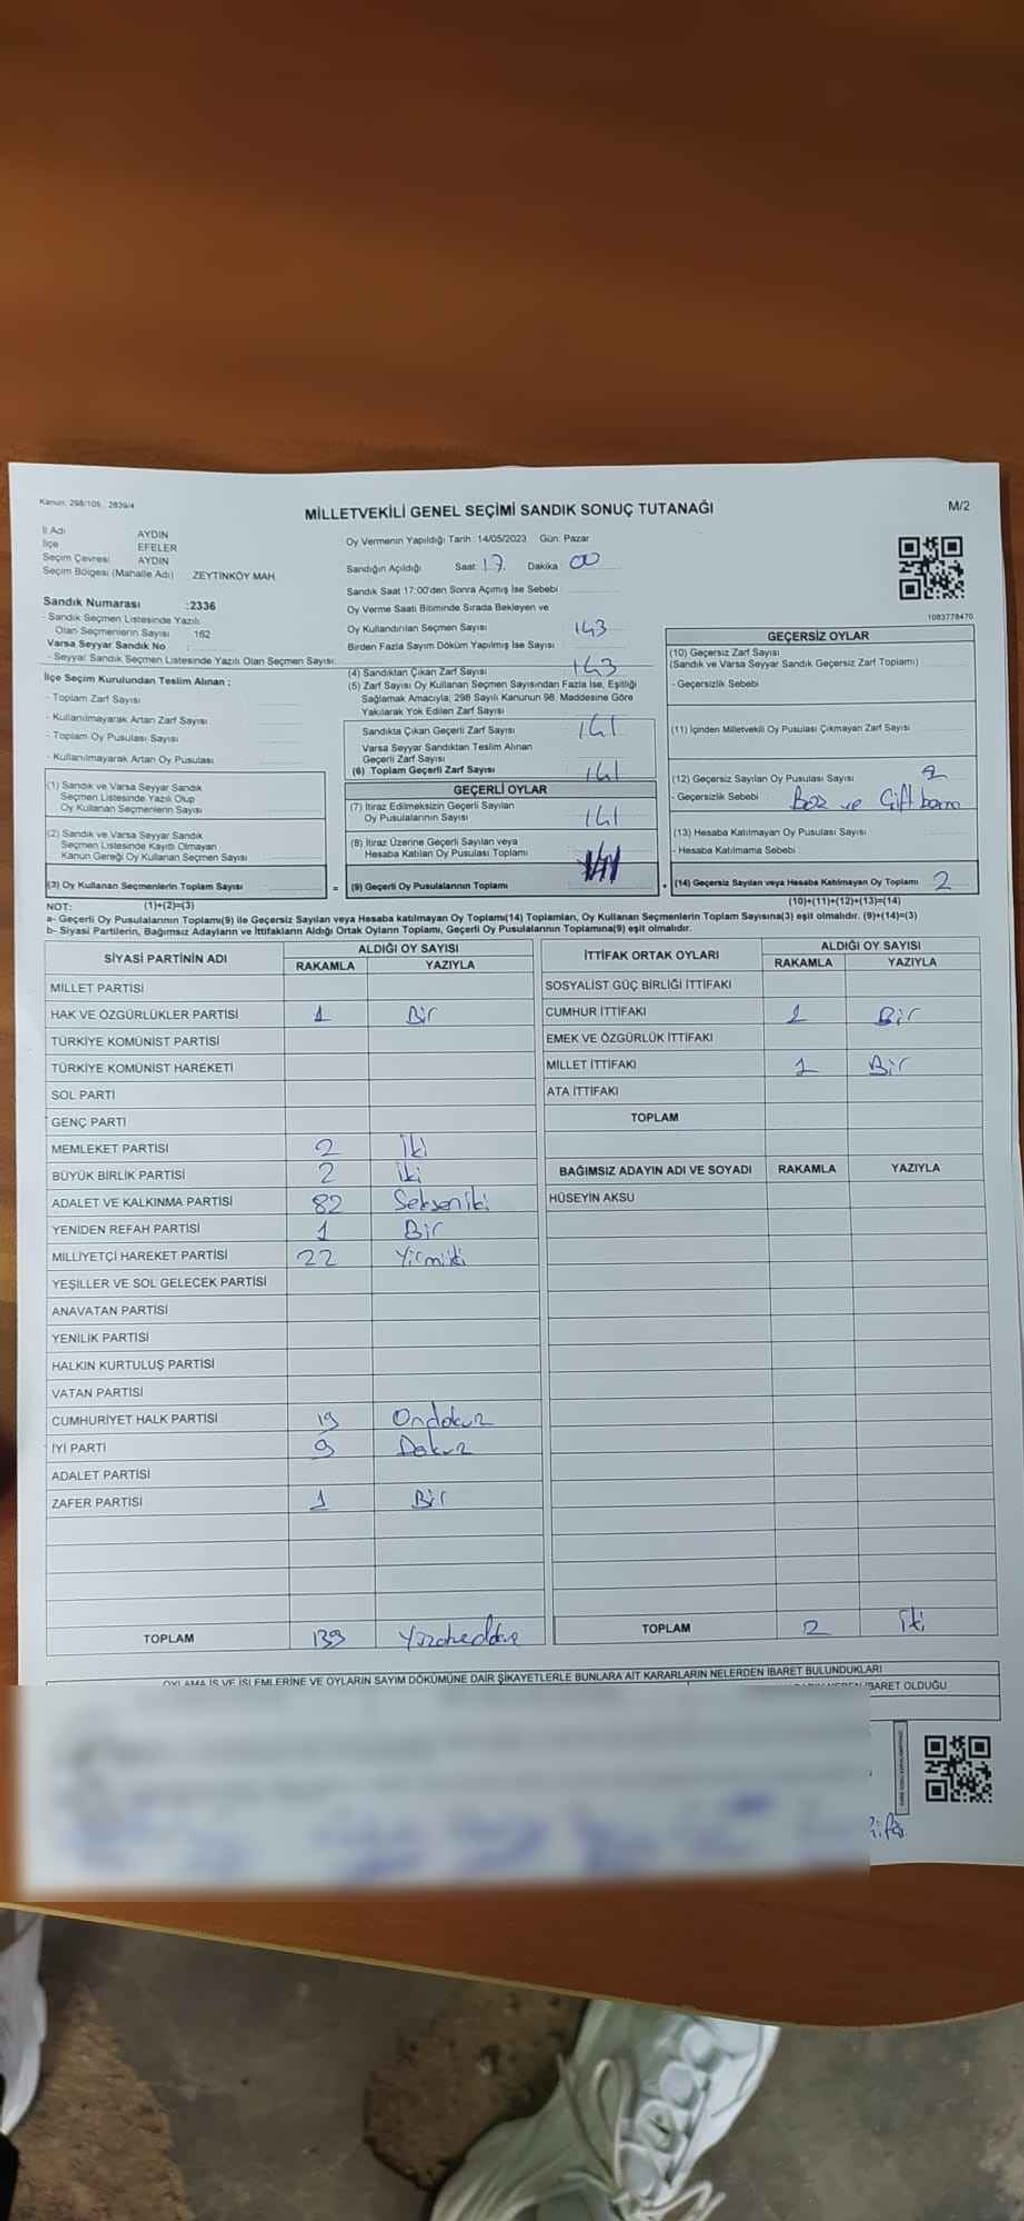 Kanun: 298/105 2839/4
MİLLETVEKİLİ GENEL SEÇİMİ SANDIK SONUÇ TUTANAĞI
M/2
İl Adı AYDIN
İlçe EFELER
Seçim Çevresi AYDIN
Seçim Bölgesi (Mahalle Adı) ZEYTİNKÖY MAH.
Oy Vermenin Yapıldığı Tarih :14/05/2023 Gün: Pazar
Sandığın Açıldığı Saat 17 Dakika 00
Sandık Saat 17:00'den Sonra Açımış İse Sebebi
Sandık Numarası :2336
- Sandık Seçmen Listesinde Yazılı
Olan Seçmenlerin Sayısı 162
Varsa Seyyar Sandık No
- Seyyar Sandık Seçmen Listesinde Yazılı Olan Seçmen Sayısı:
Oy Verme Saati Bitiminde Sırada Bekleyen ve
Oy Kullandırılan Seçmen Sayısı 143
Birden Fazla Sayım Döküm Yapılmış İse Sayısı
1083778470
İlçe Seçim Kurulundan Teslim Alınan :
- Toplam Zarf Sayısı
- Kullanılmayarak Artan Zarf Sayısı
- Toplam Oy Pusulası Sayısı
- Kullanılmayarak Artan Oy Pusulası
(1) Sandık ve Varsa Seyyar Sandık
Seçmen Listesinde Yazılı Olup
Oy Kullanan Seçmenlerin Sayısı
(2) Sandık ve Varsa Seyyar Sandık
Seçmen Listesinde Kayıtlı Olmayan
Kanun Gereği Oy Kullanan Seçmen Sayısı
(3) Oy Kullanan Seçmenlerin Toplam Sayısı =
(4) Sandıktan Çıkan Zarf Sayısı 143
(5) Zarf Sayısı Oy Kullanan Seçmen Sayısından Fazla İse, Eşitliği
Sağlamak Amacıyla; 298 Sayılı Kanunun 98. Maddesine Göre
Yakılarak Yok Edilen Zarf Sayısı
Sandıkta Çıkan Geçerli Zarf Sayısı 141
Varsa Seyyar Sandıktan Teslim Alınan
Geçerli Zarf Sayısı
(6) Toplam Geçerli Zarf Sayısı 141
GEÇERLİ OYLAR
(7) İtiraz Edilmeksizin Geçerli Sayılan
Oy Pusulalarının Sayısı 141
(8) İtiraz Üzerine Geçerli Sayılan veya
Hesaba Katılan Oy Pusulası Toplamı
(9) Geçerli Oy Pusulalarının Toplamı +
GEÇERSİZ OYLAR
(10) Geçersiz Zarf Sayısı
(Sandık ve Varsa Seyyar Sandık Geçersiz Zarf Toplamı)
- Geçersizlik Sebebi
(11) İçinden Milletvekili Oy Pusulası Çıkmayan Zarf Sayısı
(12) Geçersiz Sayılan Oy Pusulası Sayısı 2
- Geçersizlik Sebebi Boz ve Çift
(13) Hesaba Katılmayan Oy Pusulası Sayısı
- Hesaba Katılmama Sebebi :
(14) Geçersiz Sayılan veya Hesaba Katılmayan Oy Toplamı 2
NOT: (1)+(2)=(3) (10)+(11)+(12)+(13)=(14)
a- Geçerli Oy Pusulalarının Toplamı(9) ile Geçersiz Sayılan veya Hesaba katılmayan Oy Toplamı(14) Toplamları, Oy Kullanan Seçmenlerin Toplam Sayısına(3) eşit olmalıdır. (9)+(14)=(3)
b- Siyasi Partilerin, Bağımsız Adayların ve İttifakların Aldığı Ortak Oyların Toplamı, Geçerli Oy Pusulalarının Toplamına(9) eşit olmalıdır.
SİYASİ PARTİNİN ADI ALDIĞI OY SAYISI
RAKAMLA YAZIYLA
MİLLET PARTİSİ
HAK VE ÖZGÜRLÜKLER PARTİSİ 1 Bir
TÜRKİYE KOMÜNİST PARTİSİ
TÜRKİYE KOMÜNİST HAREKETİ
SOL PARTİ
GENÇ PARTİ
MEMLEKET PARTİSİ 2 İki
BÜYÜK BİRLİK PARTİSİ 2 İki
ADALET VE KALKINMA PARTİSİ 82 Sekseniki
YENİDEN REFAH PARTİSİ 1 Bir
MİLLİYETÇİ HAREKET PARTİSİ 22 Yirmiiki
YEŞİLLER VE SOL GELECEK PARTİSİ
ANAVATAN PARTİSİ
YENİLİK PARTİSİ
HALKIN KURTULUŞ PARTİSİ
VATAN PARTİSİ
CUMHURİYET HALK PARTİSİ 19 Ondokuz
İYİ PARTİ 9 Dokuz
ADALET PARTİSİ
ZAFER PARTİSİ 1 Bir
TOPLAM 139
İTTİFAK ORTAK OYLARI ALDIĞI OY SAYISI
RAKAMLA YAZIYLA
SOSYALİST GÜÇ BİRLİĞİ İTTİFAKI
CUMHUR İTTİFAKI 1 Bir
EMEK VE ÖZGÜRLÜK İTTİFAKI
MİLLET İTTİFAKI 1 Bir
ATA İTTİFAKI
TOPLAM
BAĞIMSIZ ADAYIN ADI VE SOYADI RAKAMLA YAZIYLA
HÜSEYİN AKSU
TOPLAM 2 İki
OYLAMA İŞ VE İŞLEMLERİNE VE OYLARIN SAYIM DÖKÜMÜNE DAİR ŞİKAYETLERLE BUNLARA AİT KARARLARIN NELERDEN İBARET BULUNDUKLARI
İBARET OLDUĞU